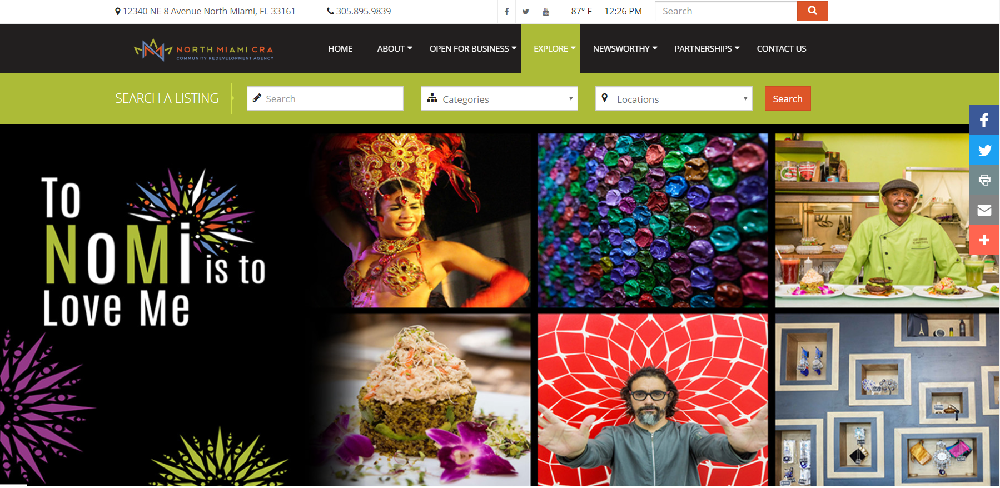 12340 NE 8 Avenue North Miami, FL 33161
305.895.9839
87° F
12:26 PM
Search
NORTH MIAMI CRA
COMMUNITY REDEVELOPMENT AGENCY
HOME
ABOUT
OPEN FOR BUSINESS
EXPLORE
NEWSWORTHY
PARTNERSHIPS
CONTACT US
SEARCH A LISTING
Search
Categories
Locations
Search
To
NoMi is to
Love Me